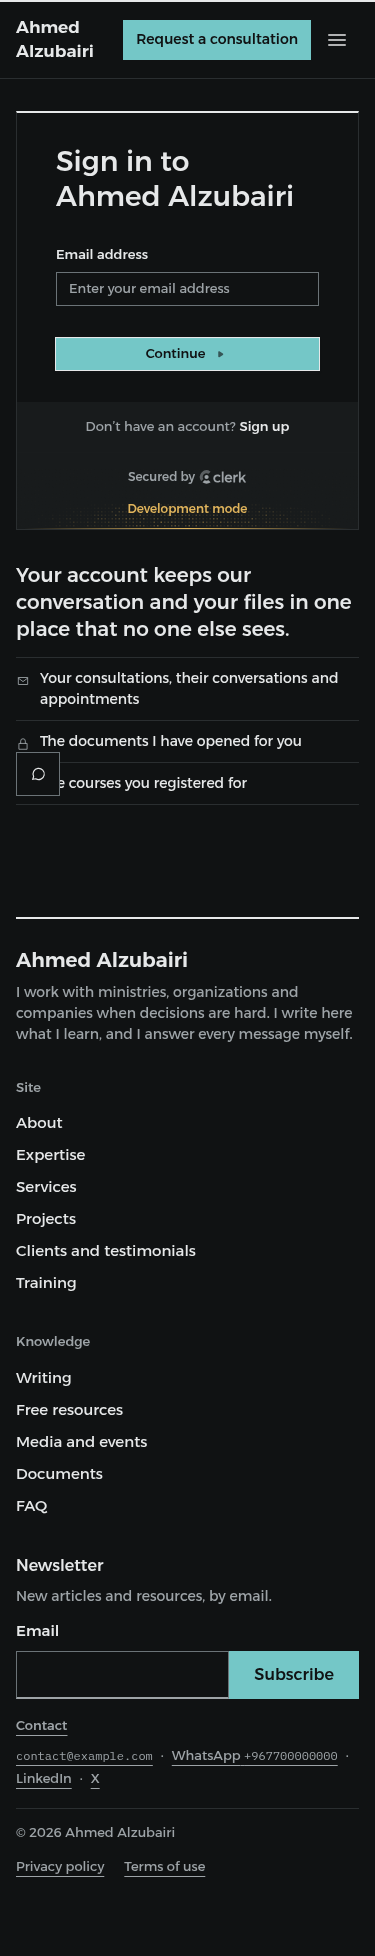 Ahmed
Alzubairi
Request a consultation
Sign in to
Ahmed Alzubairi
Email address
Enter your email address
Continue
Don't have an account? Sign up
Secured by clerk
Development mode
Your account keeps our
conversation and your files in one
place that no one else sees.
Your consultations, their conversations and
appointments
The documents I have opened for you
courses you registered for
Ahmed Alzubairi
I work with ministries, organizations and
companies when decisions are hard. I write here
what I learn, and I answer every message myself.
Site
About
Expertise
Services
Projects
Clients and testimonials
Training
Knowledge
Writing
Free resources
Media and events
Documents
FAQ
Newsletter
New articles and resources, by email.
Email
Subscribe
Contact
contact@example.com · WhatsApp +967700000000 ·
LinkedIn · X
© 2026 Ahmed Alzubairi
Privacy policy Terms of use